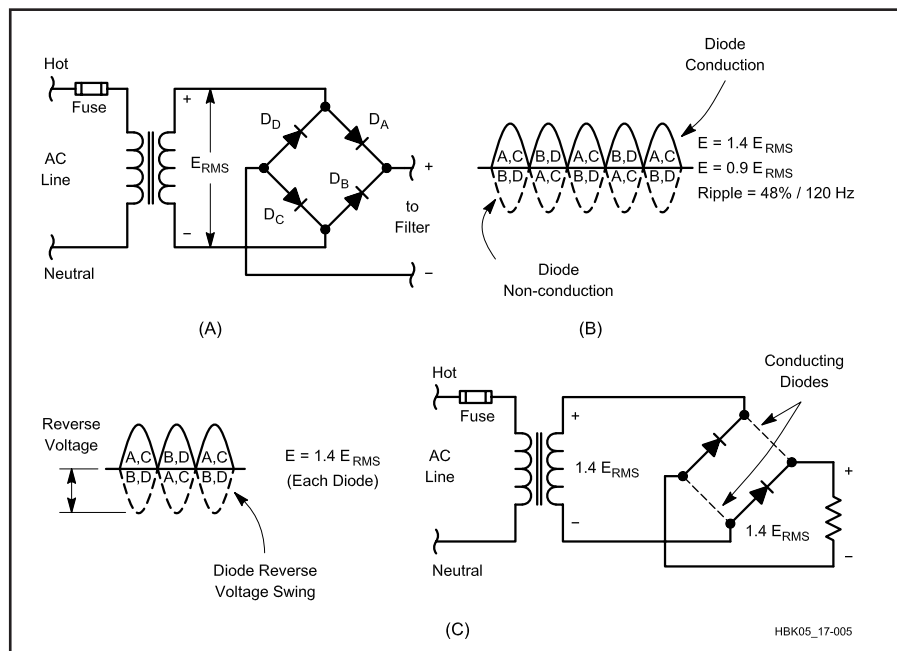 Hot
Fuse
AC
Line
Neutral
+
E_RMS
−
D_D
D_A
D_B
D_C
+
to
Filter
−
(A)
Diode
Conduction
A,C B,D A,C B,D A,C
B,D A,C B,D A,C B,D
E = 1.4 E_RMS
E = 0.9 E_RMS
Ripple = 48% / 120 Hz
Diode
Non-conduction
(B)
Reverse
Voltage
A,C B,D A,C
B,D A,C B,D
E = 1.4 E_RMS
(Each Diode)
Diode Reverse
Voltage Swing
Hot
Fuse
AC
Line
Neutral
+
1.4 E_RMS
−
Conducting
Diodes
+
1.4 E_RMS
−
(C)
HBK05_17-005